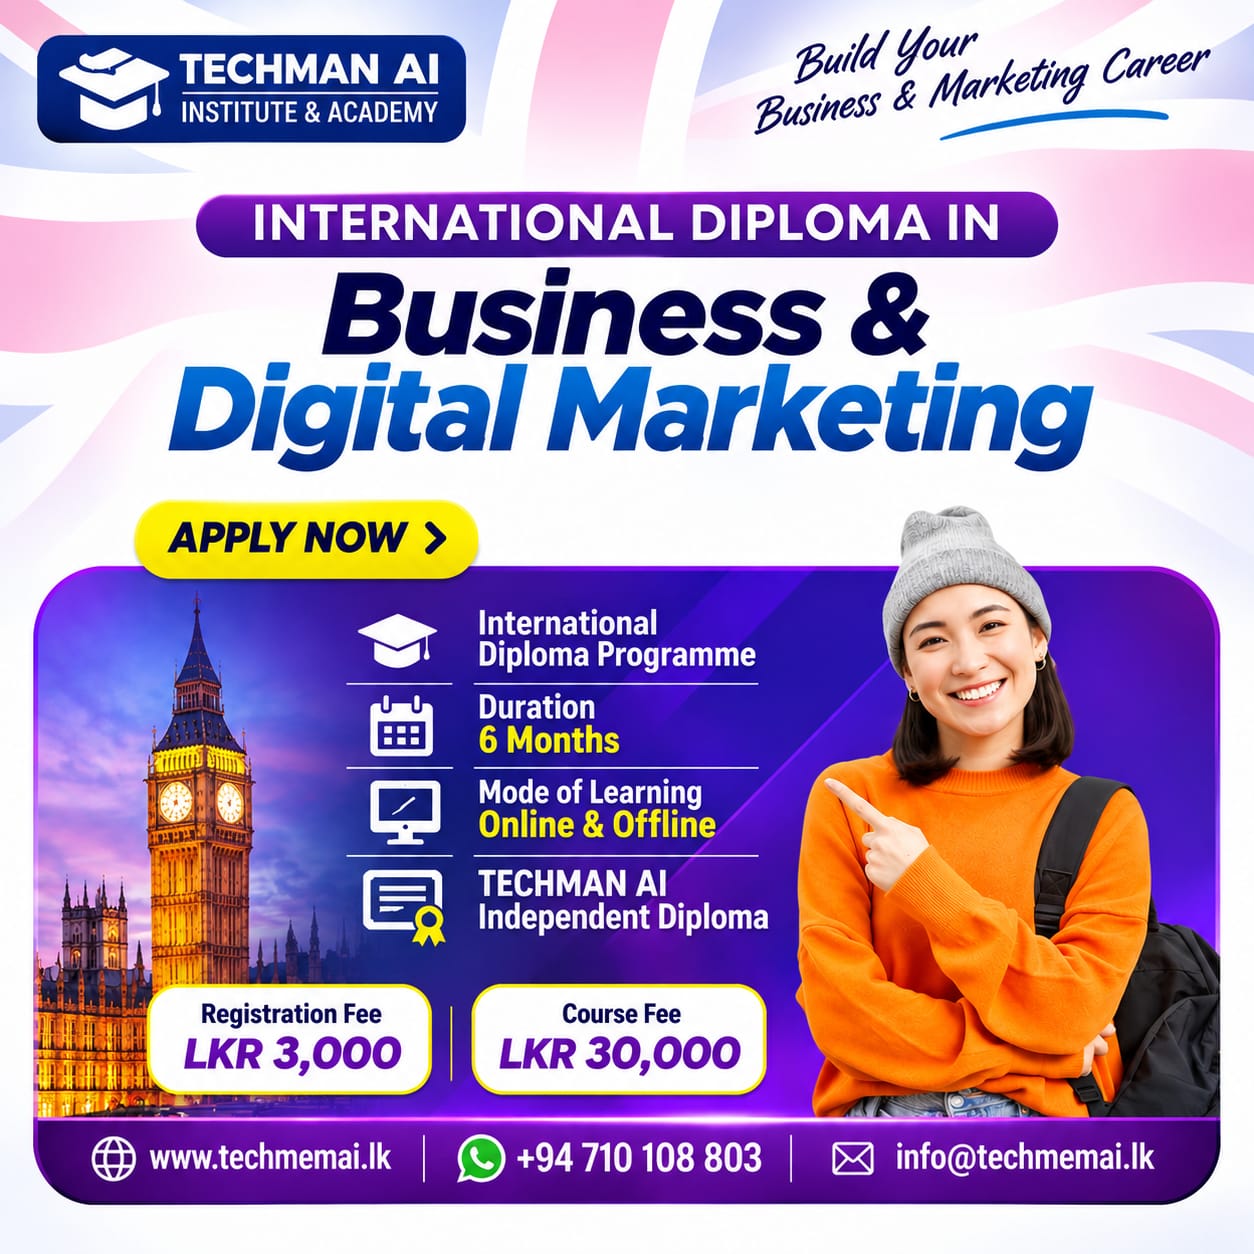 TECHMAN AI
INSTITUTE & ACADEMY
Build Your
Business & Marketing Career
INTERNATIONAL DIPLOMA IN
Business &
Digital Marketing
APPLY NOW
International
Diploma Programme
Duration
6 Months
Mode of Learning
Online & Offline
TECHMAN AI
Independent Diploma
Registration Fee
LKR 3,000
Course Fee
LKR 30,000
www.techmemai.lk
+94 710 108 803
info@techmemai.lk